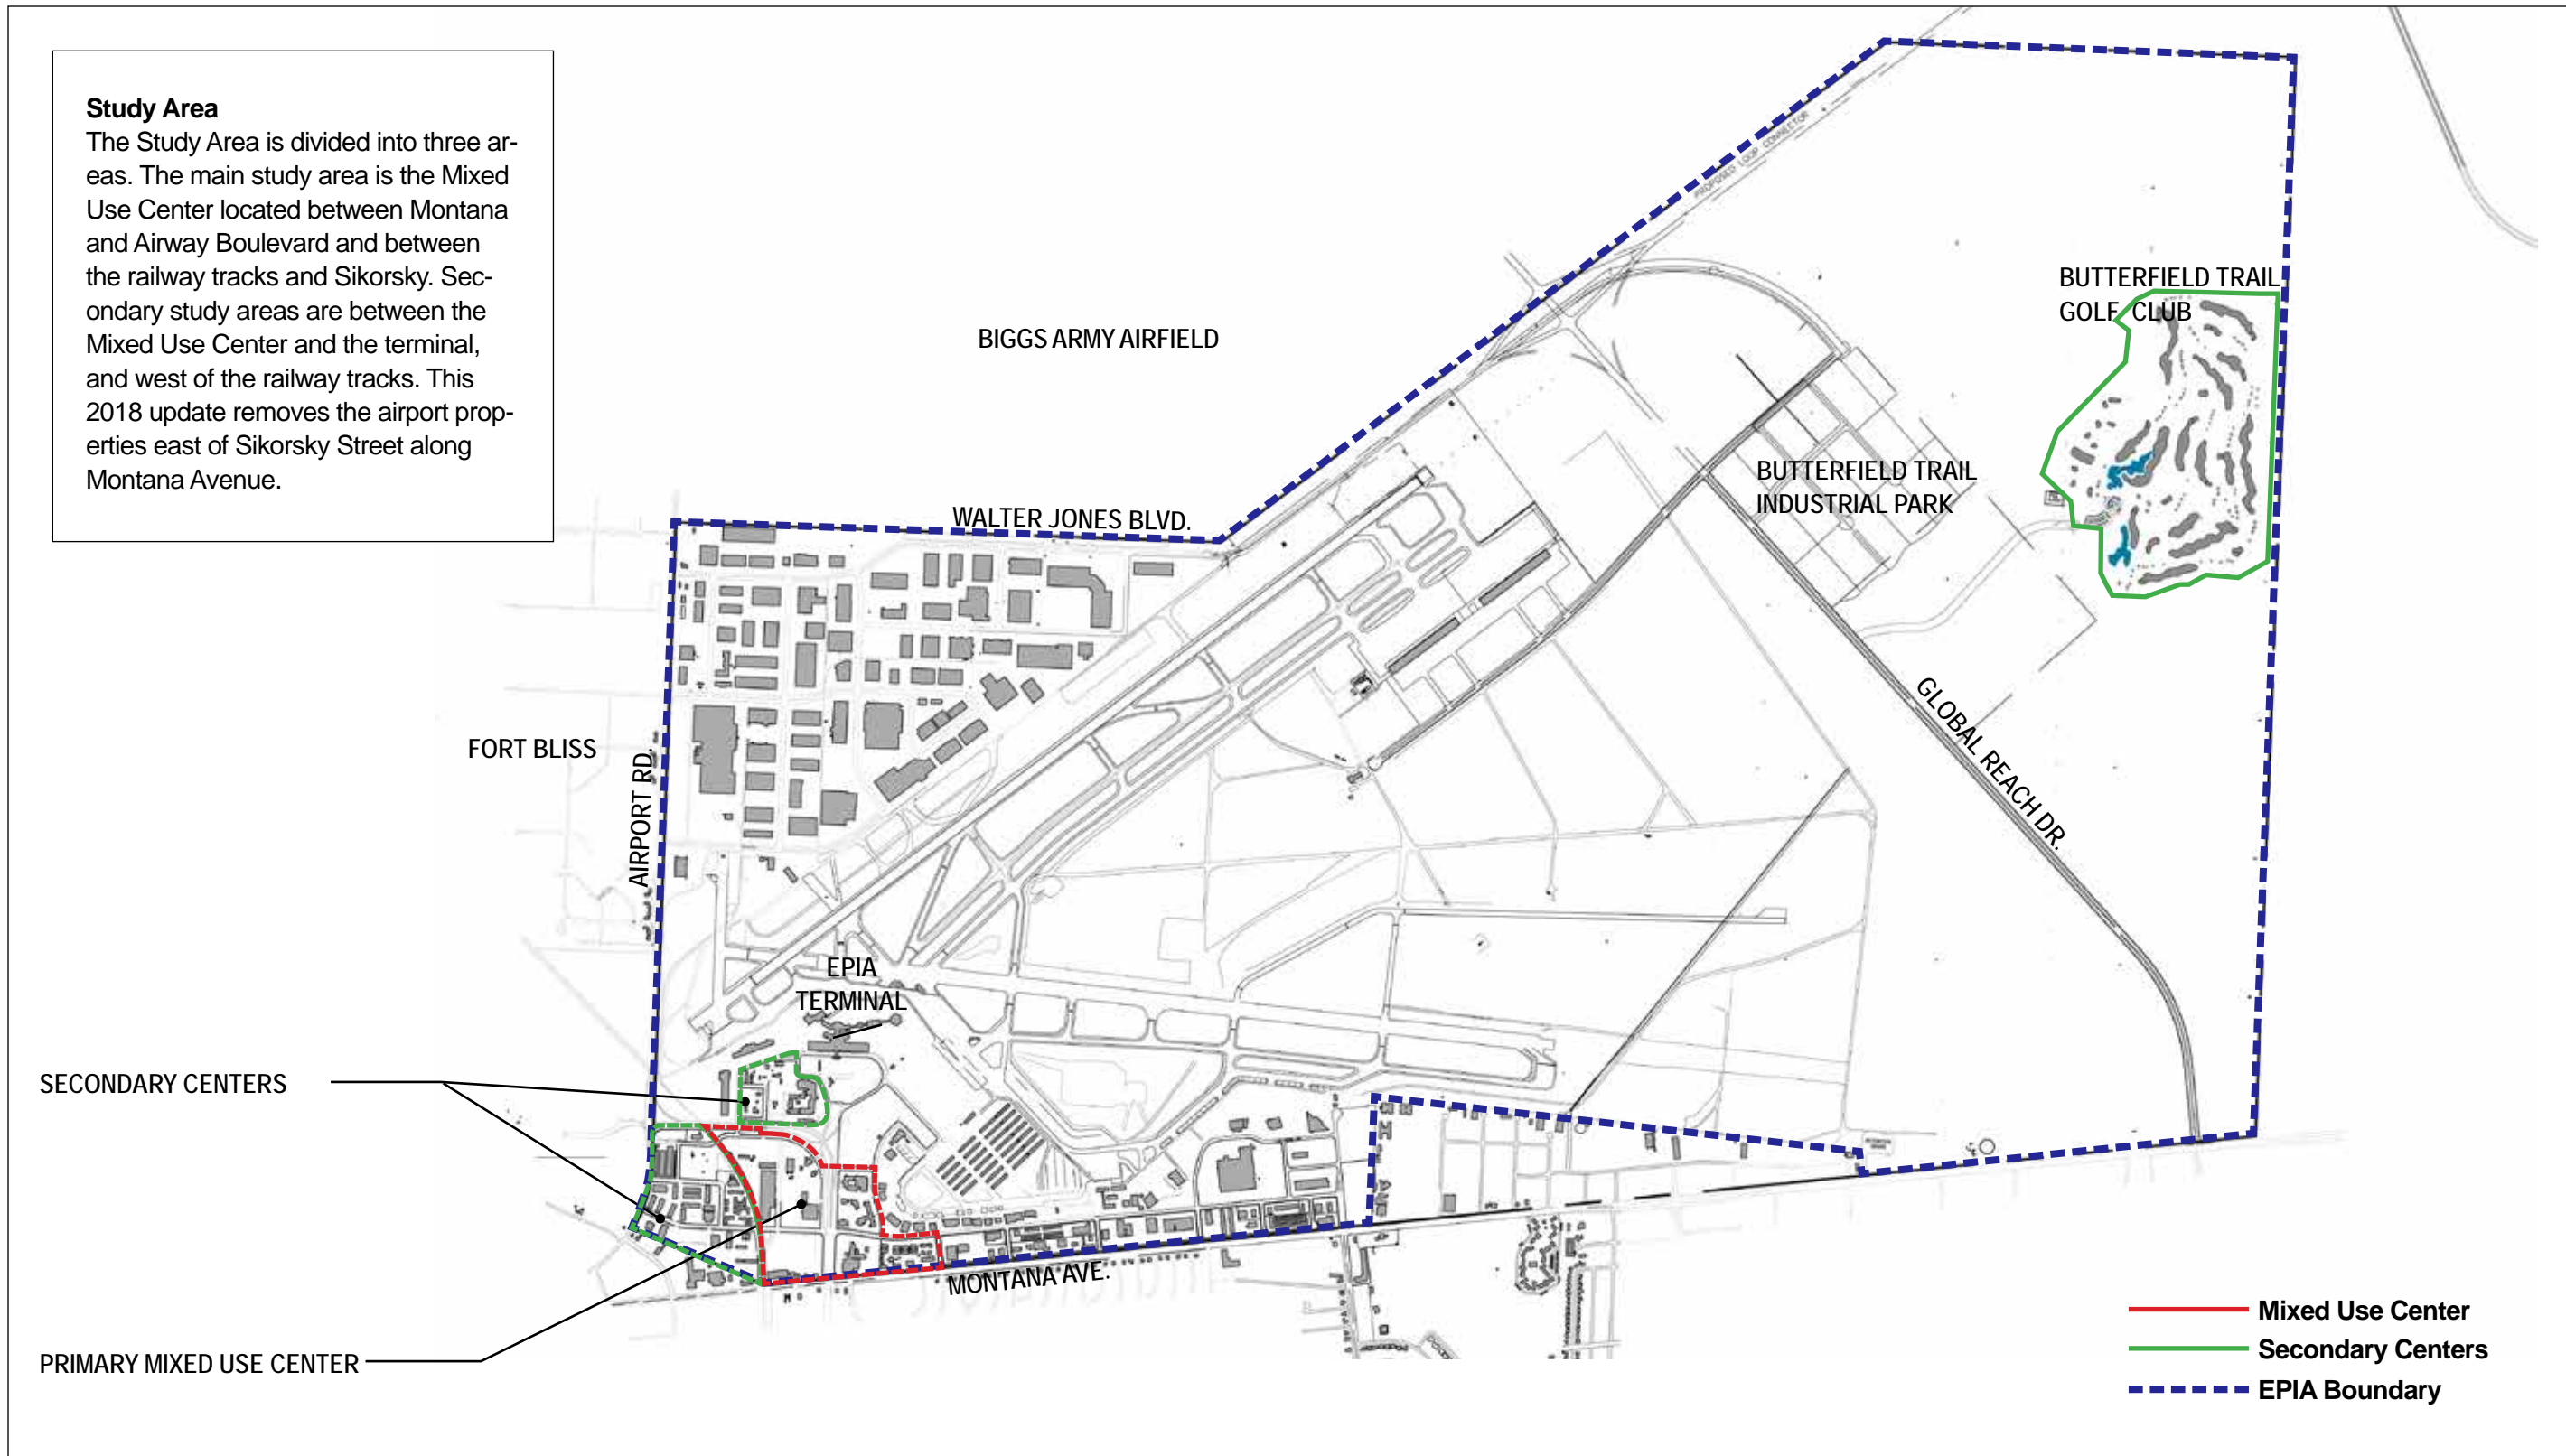 Study Area
The Study Area is divided into three ar-
eas. The main study area is the Mixed
Use Center located between Montana
and Airway Boulevard and between
the railway tracks and Sikorsky. Sec-
ondary study areas are between the
Mixed Use Center and the terminal,
and west of the railway tracks. This
2018 update removes the airport prop-
erties east of Sikorsky Street along
Montana Avenue.
PROPOSED LOOP CONNECTOR
BUTTERFIELD TRAIL
GOLF CLUB
BIGGS ARMY AIRFIELD
BUTTERFIELD TRAIL
INDUSTRIAL PARK
WALTER JONES BLVD.
GLOBAL REACH DR.
FORT BLISS
AIRPORT RD.
EPIA
TERMINAL
SECONDARY CENTERS
MONTANA AVE.
PRIMARY MIXED USE CENTER
Mixed Use Center
Secondary Centers
EPIA Boundary